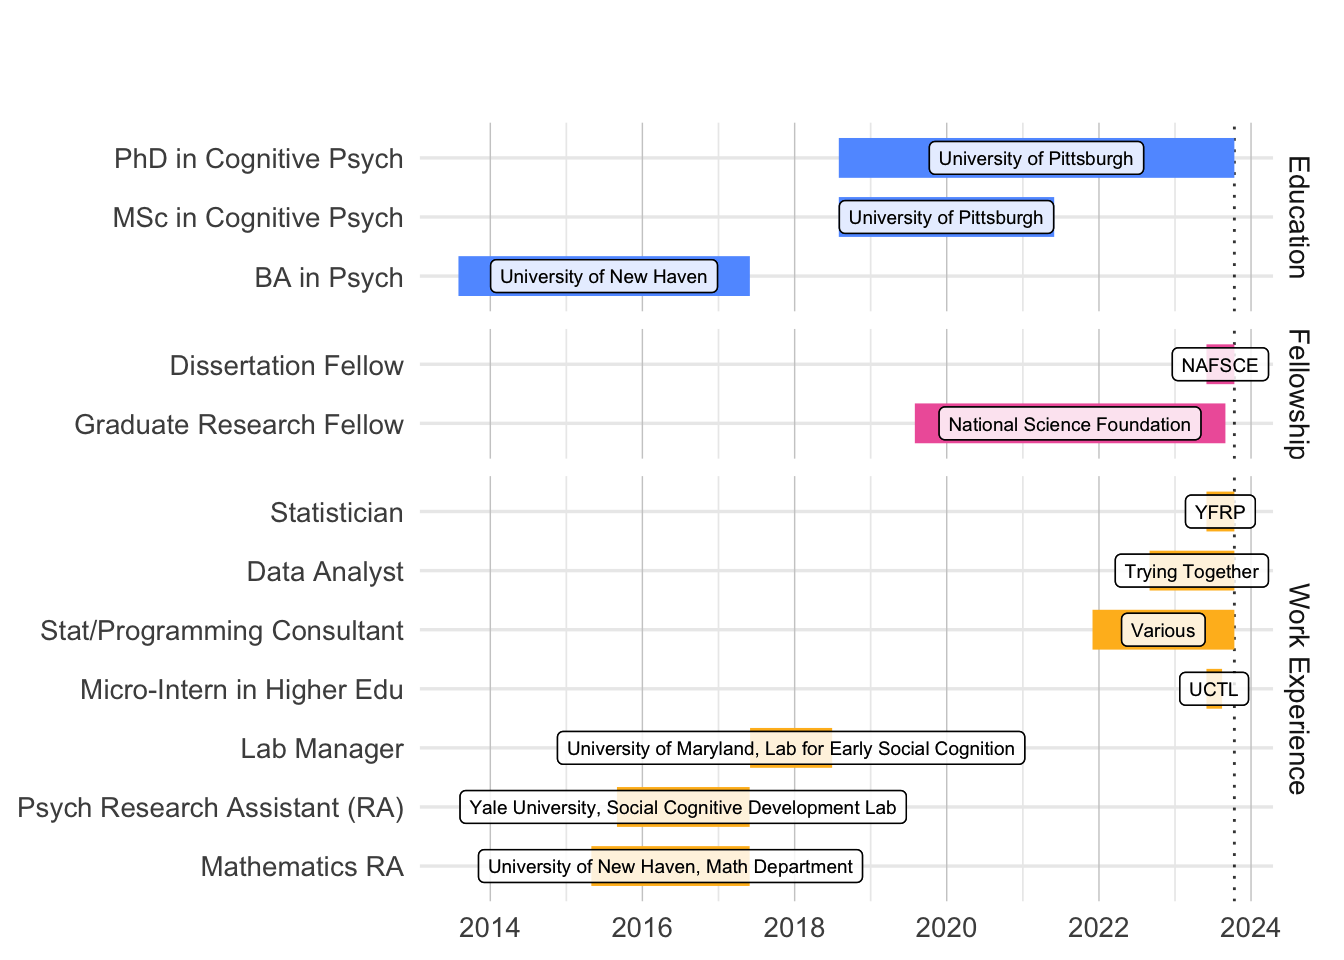 PhD in Cognitive Psych
University of Pittsburgh
MSc in Cognitive Psych
University of Pittsburgh
BA in Psych
University of New Haven
Education
Dissertation Fellow
NAFSCE
Graduate Research Fellow
National Science Foundation
Fellowship
Statistician
YFRP
Data Analyst
Trying Together
Stat/Programming Consultant
Various
Micro-Intern in Higher Edu
UCTL
Lab Manager
University of Maryland, Lab for Early Social Cognition
Psych Research Assistant (RA)
Yale University, Social Cognitive Development Lab
Mathematics RA
University of New Haven, Math Department
Work Experience
2014 2016 2018 2020 2022 2024